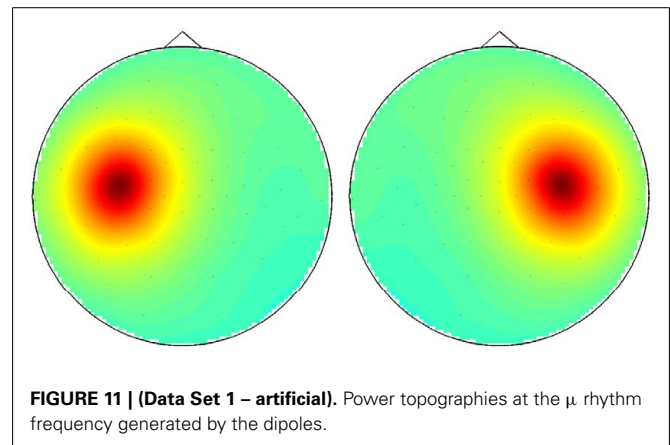 FIGURE 11 | (Data Set 1 – artificial). Power topographies at the μ rhythm
frequency generated by the dipoles.